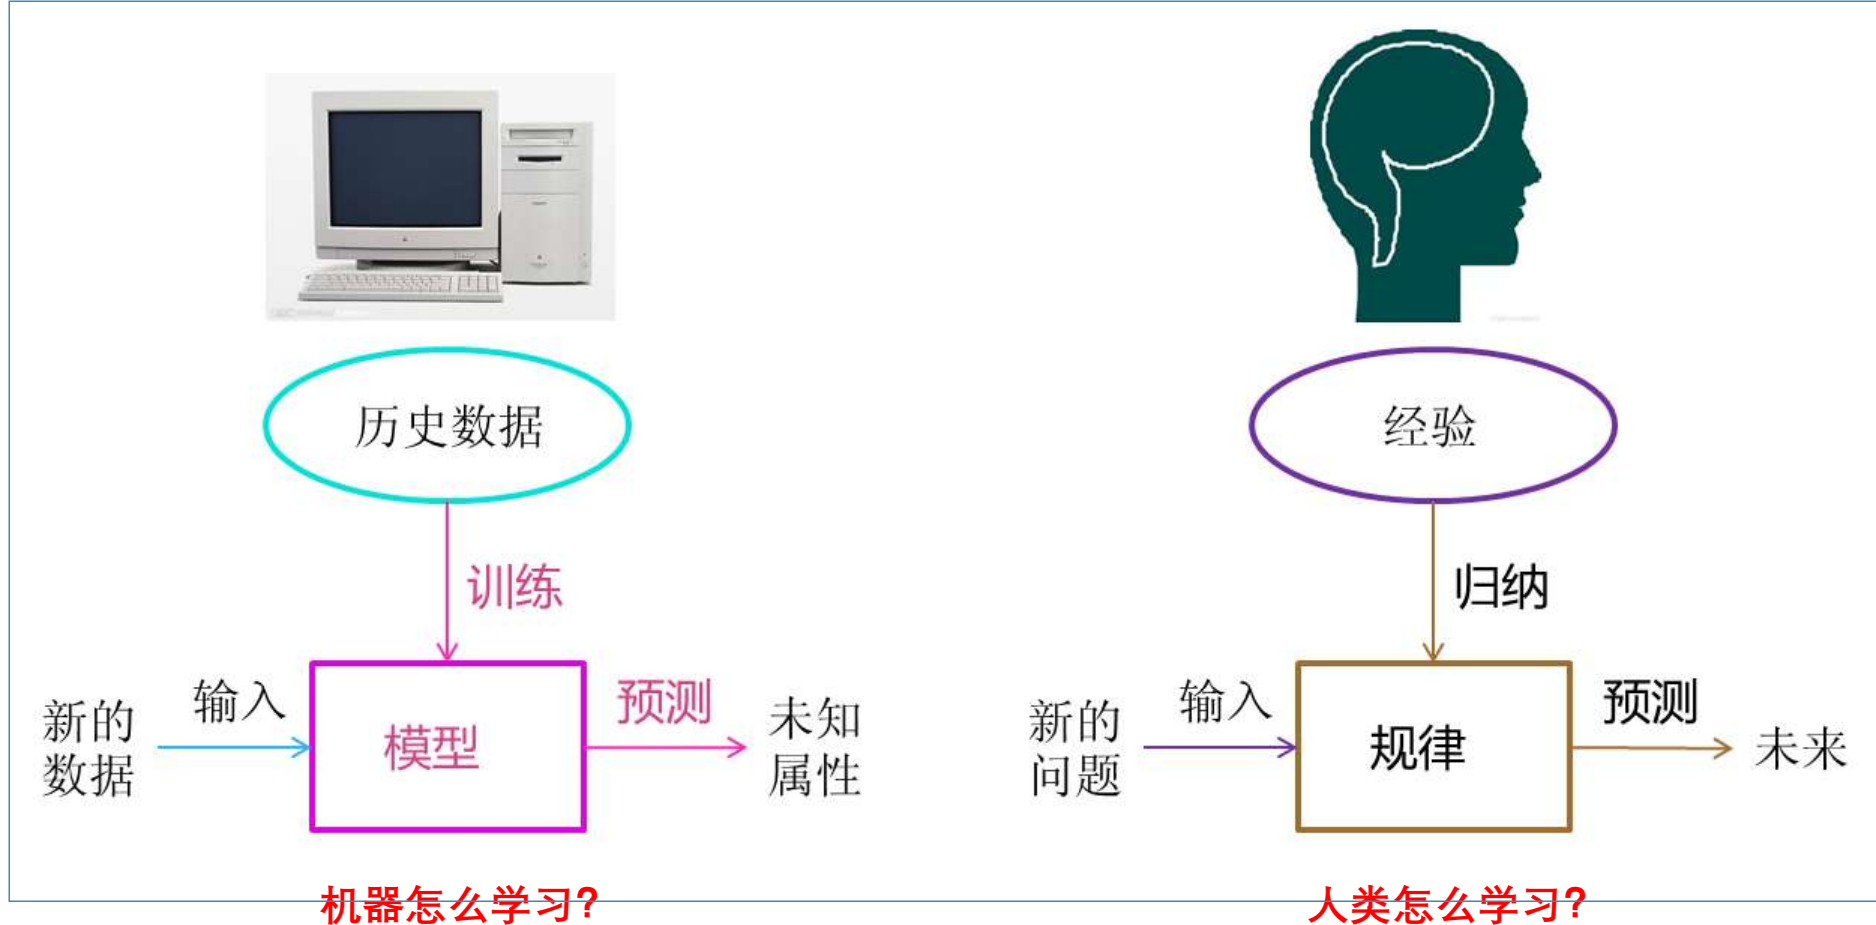 历史数据
训练
新的
数据
输入
模型
预测
未知
属性
机器怎么学习?
经验
归纳
新的
问题
输入
规律
预测
未来
人类怎么学习?